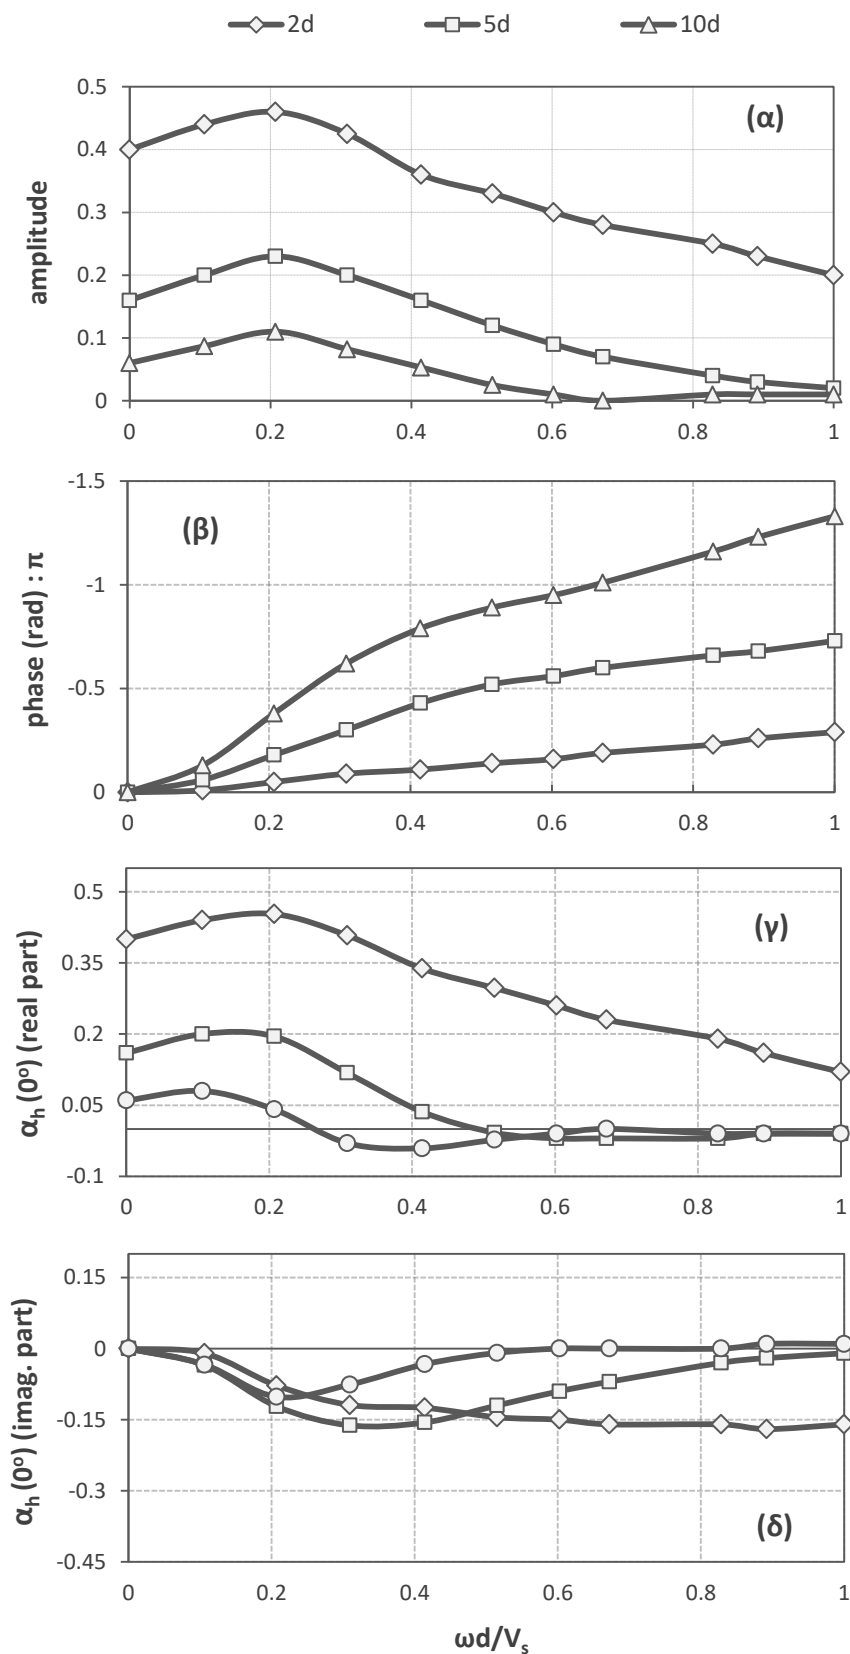 2d 5d 10d
0.5
(α)
0.4
0.3
0.2
0.1
0
amplitude
0 0.2 0.4 0.6 0.8 1
-1.5
(β)
-1
-0.5
0
phase (rad) : π
0 0.2 0.4 0.6 0.8 1
0.5
(γ)
0.35
0.2
0.05
-0.1
αh (0º) (real part)
0 0.2 0.4 0.6 0.8 1
0.15
0
-0.15
-0.3
(δ)
-0.45
αh (0º) (imag. part)
0 0.2 0.4 0.6 0.8 1
ωd/Vs